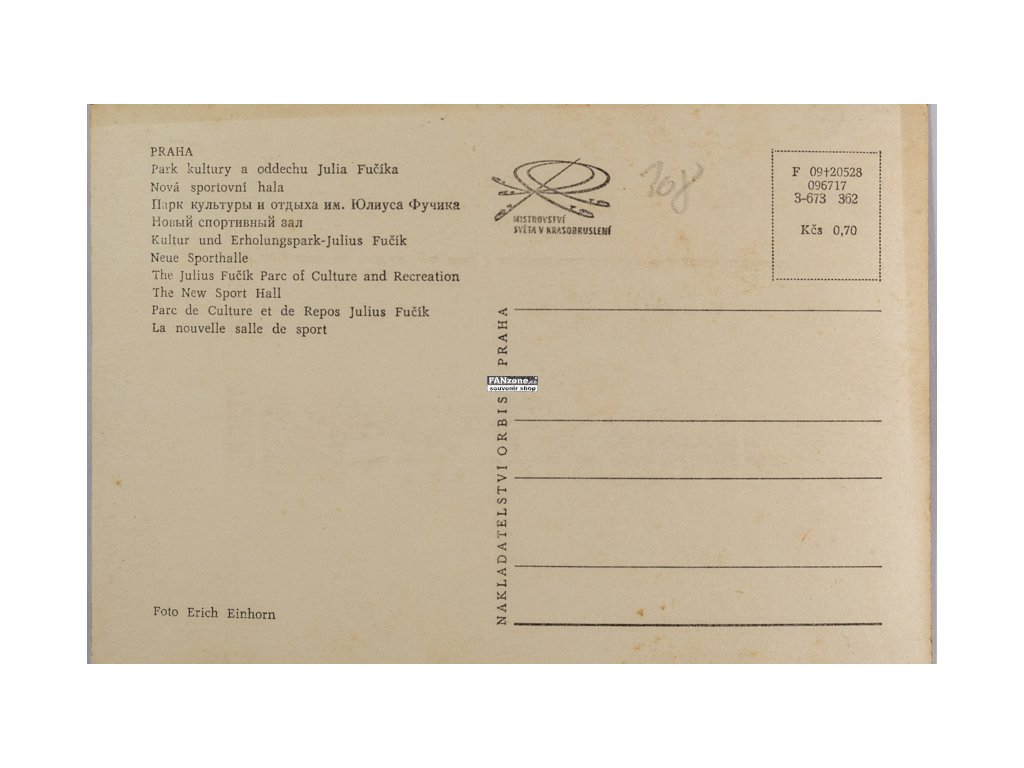 PRAHA
Park kultury a oddechu Julia Fučíka
Nová sportovní hala
Парк культуры и отдыха им. Юлиуса Фучика
Новый спортивный зал
Kultur und Erholungspark-Julius Fučík
Neue Sporthalle
The Julius Fučík Parc of Culture and Recreation
The New Sport Hall
Parc de Culture et de Repos Julius Fučík
La nouvelle salle de sport
Foto Erich Einhorn
MISTROVSTVÍ
SVĚTA V KRASOBRUSLENÍ
108
F 09†20528
096717
3-673 362
Kčs 0,70
NAKLADATELSTVI ORBIS PRAHA
FANzone.cz
souvenir shop